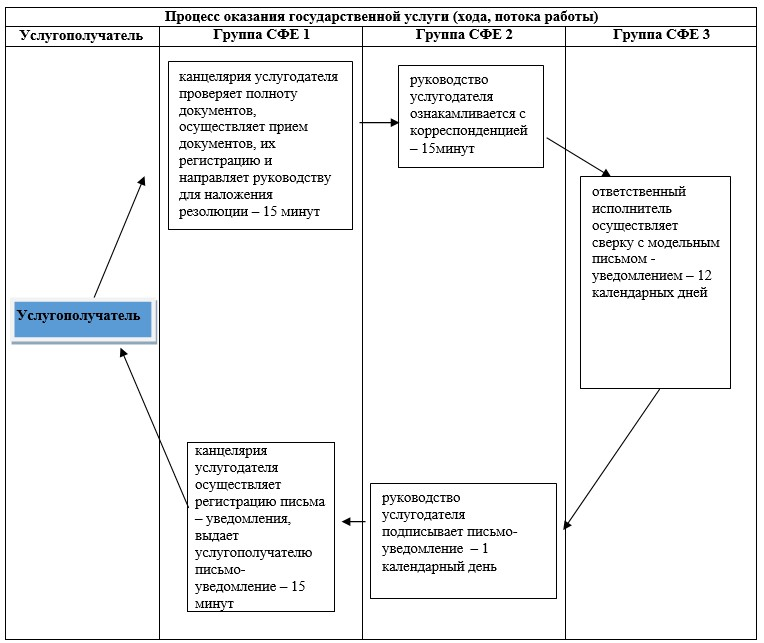 Процесс оказания государственной услуги (хода, потока работы)
Услугополучатель
Группа СФЕ 1
Группа СФЕ 2
Группа СФЕ 3
канцелярия услугодателя
проверяет полноту
документов,
осуществляет прием
документов, их
регистрацию и
направляет руководству
для наложения
резолюции – 15 минут
руководство
услугодателя
ознакамливается с
корреспонденцией
– 15минут
ответственный
исполнитель
осуществляет
сверку с модельным
письмом -
уведомлением – 12
календарных дней
Услугополучатель
канцелярия
услугодателя
осуществляет
регистрацию письма
– уведомления,
выдает
услугополучателю
письмо-
уведомление – 15
минут
руководство
услугодателя
подписывает письмо-
уведомление – 1
календарный день